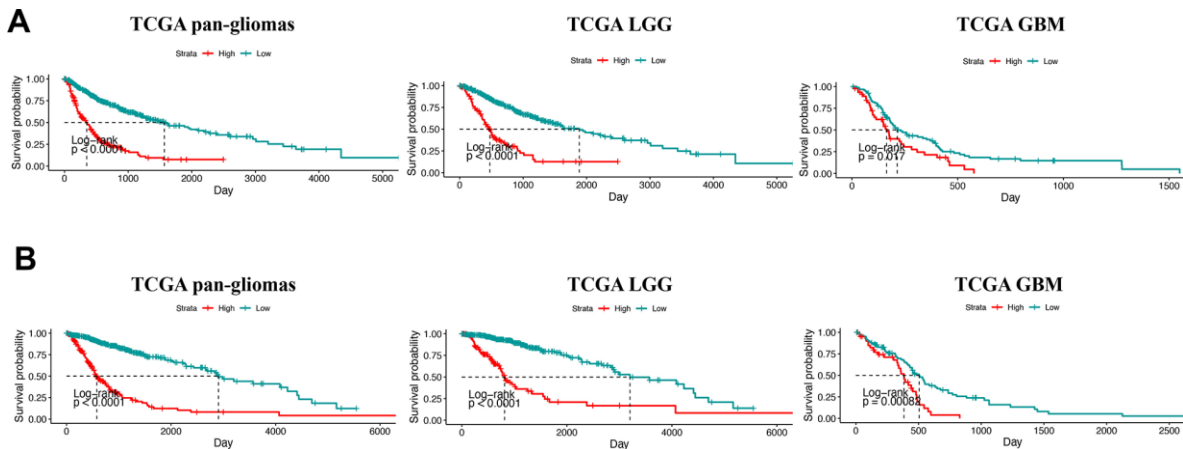 A
TCGA pan-gliomas
TCGA LGG
TCGA GBM
Strata High Low
Strata High Low
Strata High Low
Survival probability
1.00
0.75
0.50
0.25
0.00
Log-rank
p < 0.0001
0 1000 2000 3000 4000 5000
Day
Survival probability
1.00
0.75
0.50
0.25
0.00
Log-rank
p < 0.0001
0 1000 2000 3000 4000 5000
Day
Survival probability
1.00
0.75
0.50
0.25
0.00
Log-rank
p = 0.017
0 500 1000 1500
Day
B
TCGA pan-gliomas
TCGA LGG
TCGA GBM
Strata High Low
Strata High Low
Strata High Low
Survival probability
1.00
0.75
0.50
0.25
0.00
Log-rank
p < 0.0001
0 2000 4000 6000
Day
Survival probability
1.00
0.75
0.50
0.25
0.00
Log-rank
p < 0.0001
0 2000 4000 6000
Day
Survival probability
1.00
0.75
0.50
0.25
0.00
Log-rank
p =
0 500 1000 1500 2000 2500
Day